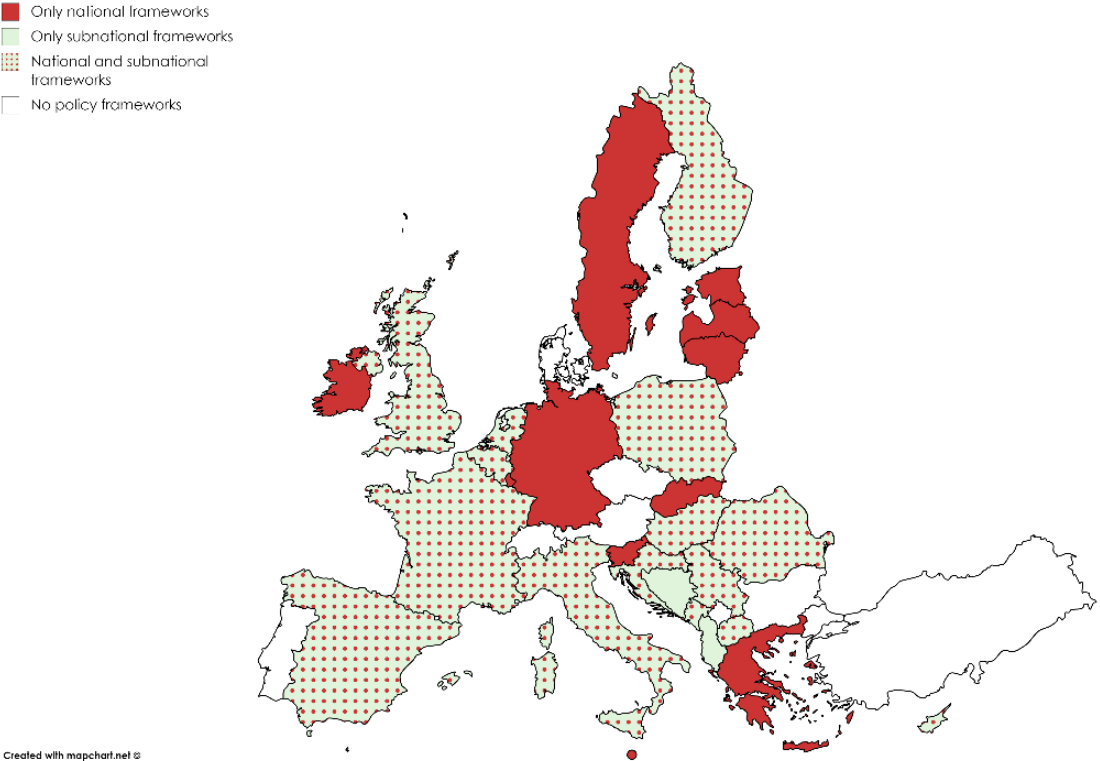 Only national frameworks
Only subnational frameworks
National and subnational
frameworks
No policy frameworks
Created with mapchart.net ©